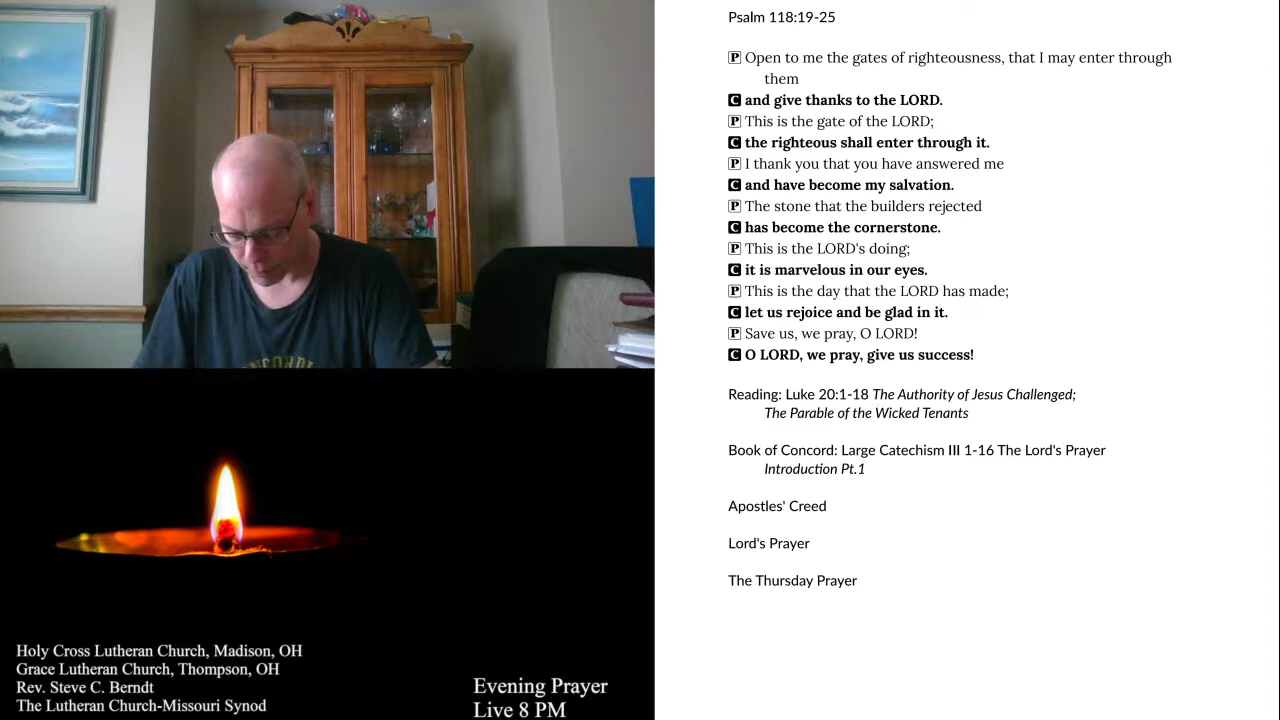 Psalm 118:19-25
P Open to me the gates of righteousness, that I may enter through
them
C and give thanks to the LORD.
P This is the gate of the LORD;
C the righteous shall enter through it.
P I thank you that you have answered me
C and have become my salvation.
P The stone that the builders rejected
C has become the cornerstone.
P This is the LORD's doing;
C it is marvelous in our eyes.
P This is the day that the LORD has made;
C let us rejoice and be glad in it.
P Save us, we pray, O LORD!
C O LORD, we pray, give us success!
Reading: Luke 20:1-18 The Authority of Jesus Challenged;
The Parable of the Wicked Tenants
Book of Concord: Large Catechism III 1-16 The Lord's Prayer
Introduction Pt.1
Apostles' Creed
Lord's Prayer
The Thursday Prayer
Holy Cross Lutheran Church, Madison, OH
Grace Lutheran Church, Thompson, OH
Rev. Steve C. Berndt
The Lutheran Church-Missouri Synod
Evening Prayer
Live 8 PM